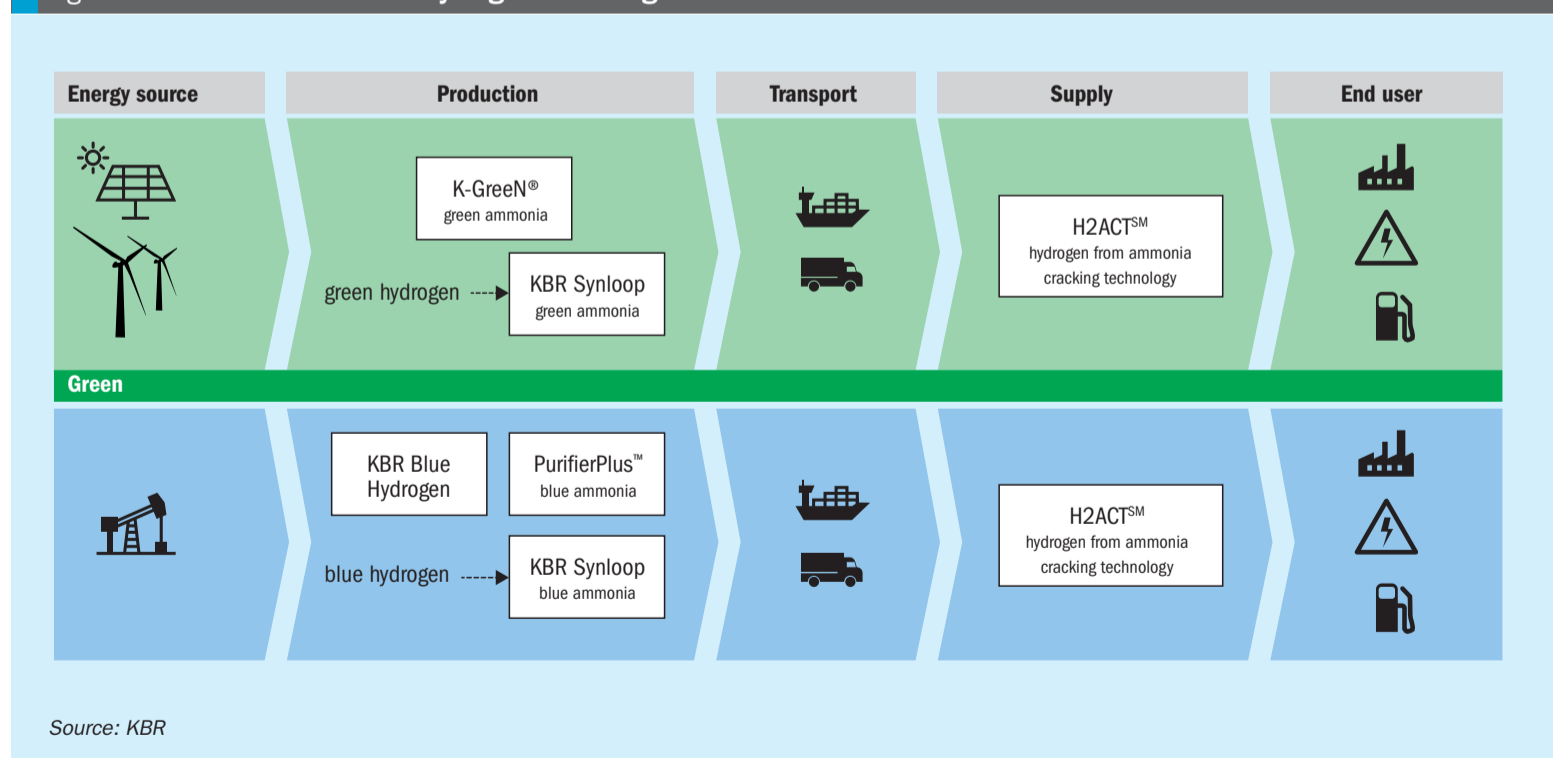 Energy source
Production
Transport
Supply
End user
K-GreeN®
green ammonia
green hydrogen
KBR Synloop
green ammonia
H2ACT℠
hydrogen from ammonia
cracking technology
Green
KBR Blue
Hydrogen
PurifierPlus™
blue ammonia
blue hydrogen
KBR Synloop
blue ammonia
H2ACT℠
hydrogen from ammonia
cracking technology
Source: KBR